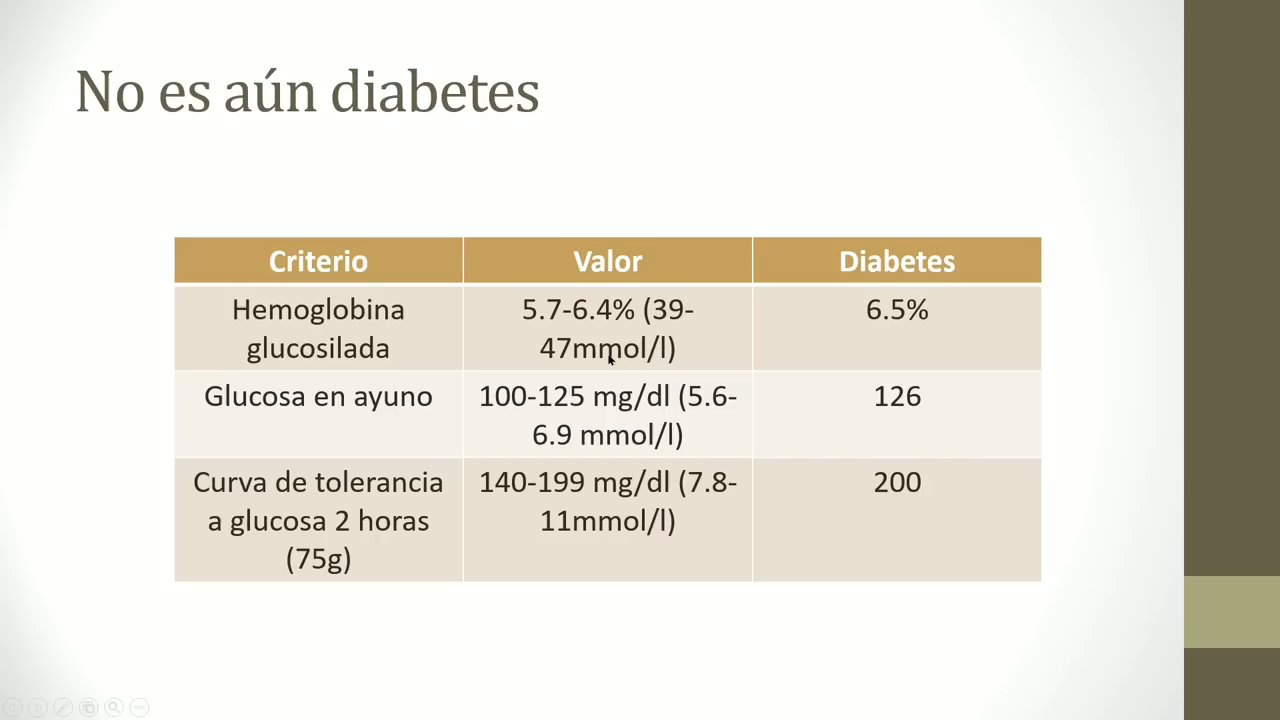 No es aún diabetes
Criterio
Valor
Diabetes
Hemoglobina
glucosilada
5.7-6.4% (39-
47mmol/l)
6.5%
Glucosa en ayuno
100-125 mg/dl (5.6-
6.9 mmol/l)
126
Curva de tolerancia
a glucosa 2 horas
(75g)
140-199 mg/dl (7.8-
11mmol/l)
200